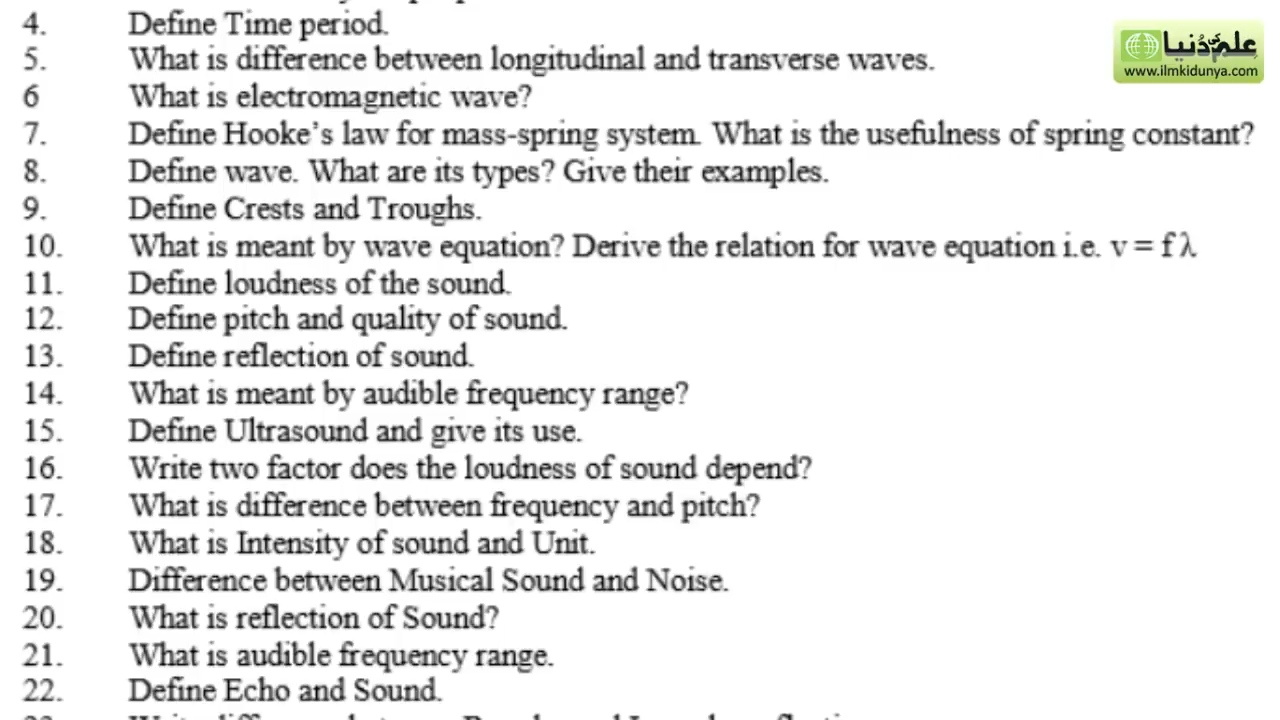 4. Define Time period.
علم کی دُنیا
www.ilmkidunya.com
5. What is difference between longitudinal and transverse waves.
6 What is electromagnetic wave?
7. Define Hooke's law for mass-spring system. What is the usefulness of spring constant?
8. Define wave. What are its types? Give their examples.
9. Define Crests and Troughs.
10. What is meant by wave equation? Derive the relation for wave equation i.e. v = f λ
11. Define loudness of the sound.
12. Define pitch and quality of sound.
13. Define reflection of sound.
14. What is meant by audible frequency range?
15. Define Ultrasound and give its use.
16. Write two factor does the loudness of sound depend?
17. What is difference between frequency and pitch?
18. What is Intensity of sound and Unit.
19. Difference between Musical Sound and Noise.
20. What is reflection of Sound?
21. What is audible frequency range.
22. Define Echo and Sound.